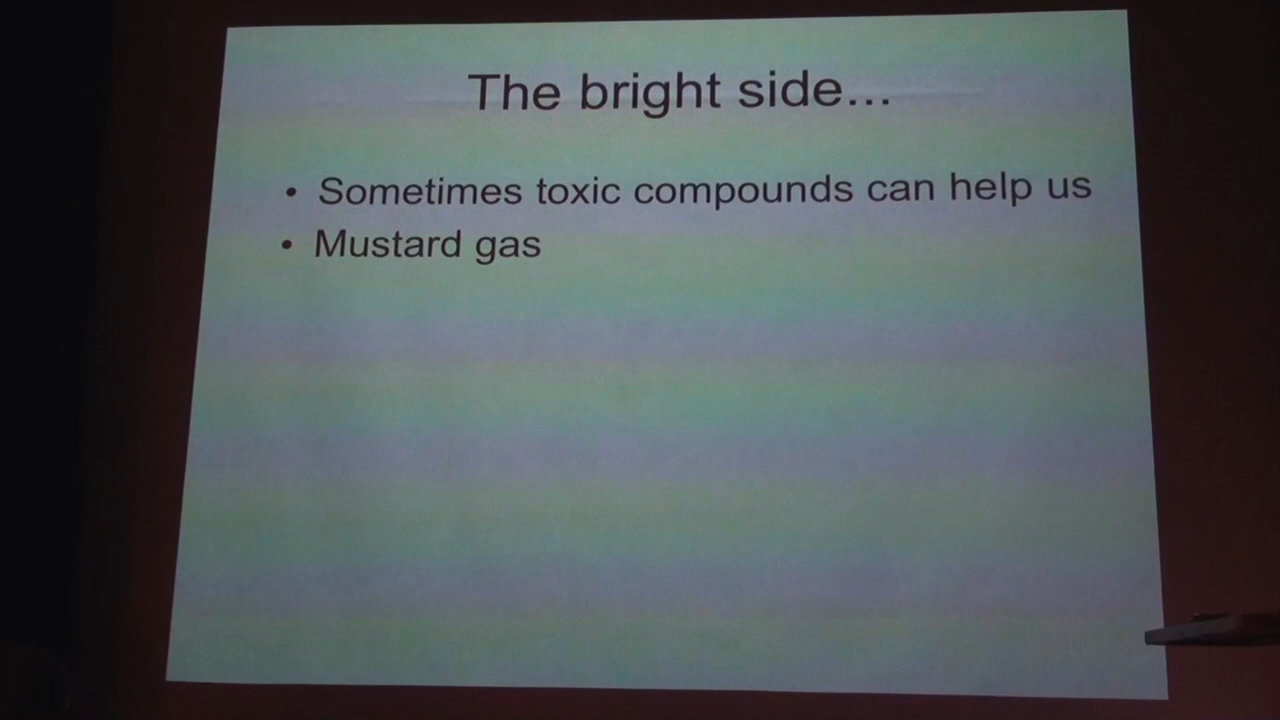 The bright side...
• Sometimes toxic compounds can help us
• Mustard gas